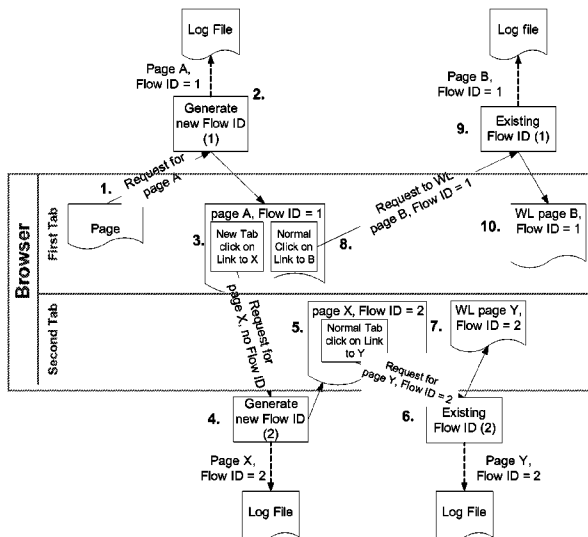 Log File
Log file
Page A,
Flow ID = 1
2.
Page B,
Flow ID = 1
Generate
new Flow ID
(1)
9.
Existing
Flow ID (1)
1.
Request for
page A
Request to WL
page B, Flow ID = 1
Browser
First Tab
Page
page A, Flow ID = 1
3.
New Tab
click on
Link to X
Normal
Click on
Link to B
8.
10.
WL page B,
Flow ID = 1
Request for
page X, no Flow ID
Second Tab
5.
page X, Flow ID = 2
Normal Tab
click on Link
to Y
7.
WL page Y,
Flow ID = 2
Request for
page Y, Flow ID = 2
4.
Generate
new Flow ID
(2)
6.
Existing
Flow ID (2)
Page X,
Flow ID = 2
Page Y,
Flow ID = 2
Log File
Log File